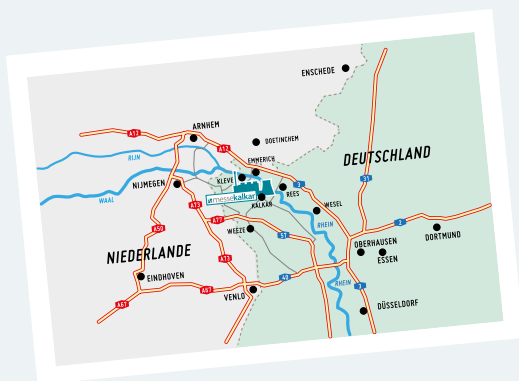 ENSCHEDE
ARNHEM
A12
A12
DOETINCHEM
RIJN
EMMERICH
DEUTSCHLAND
KLEVE
NIJMEGEN
3
31
REES
messekalkar
WAAL
KALKAR
A73
WESEL
A77
2
A50
WEEZE
57
RHEIN
DORTMUND
OBERHAUSEN
NIEDERLANDE
ESSEN
A73
EINDHOVEN
40
A67
RHEIN
3
VENLO
A67
DÜSSELDORF